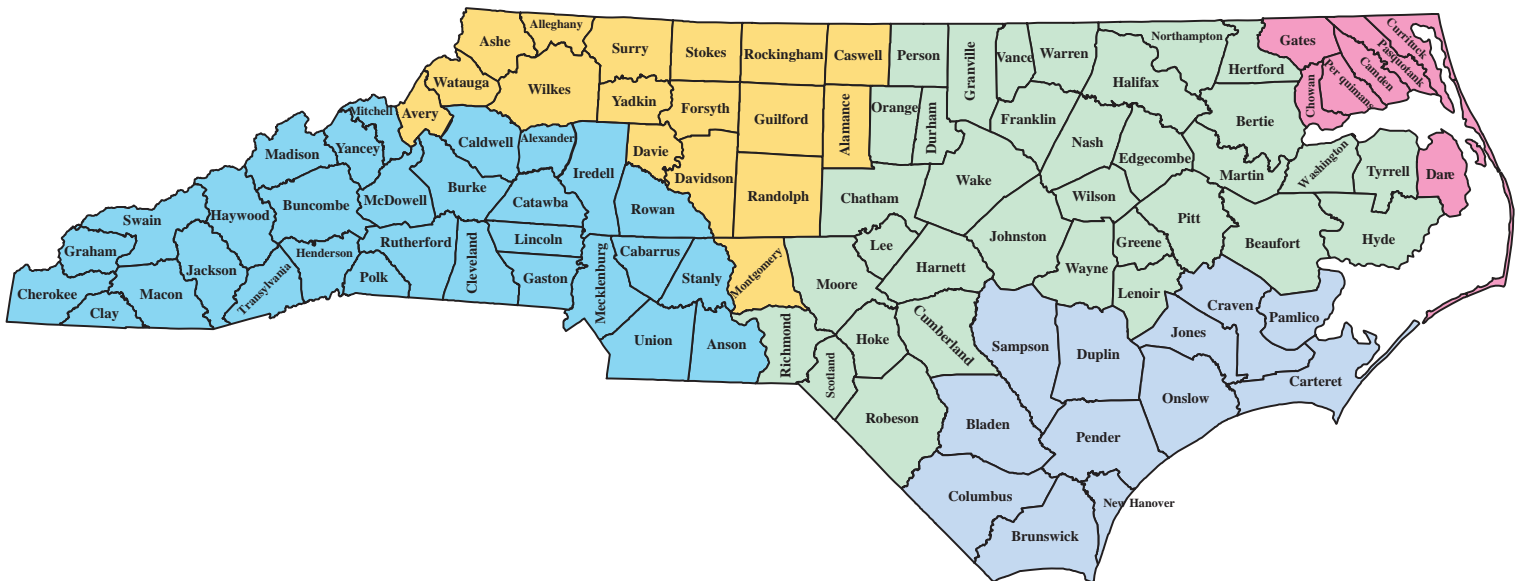 Ashe
Alleghany
Surry
Stokes
Rockingham
Caswell
Person
Granville
Vance
Warren
Northampton
Halifax
Hertford
Gates
Currituck
Pasquotank
Camden
Per quimans
Chowan
Watauga
Wilkes
Yadkin
Forsyth
Guilford
Alamance
Orange
Durham
Franklin
Nash
Edgecombe
Bertie
Martin
Washington
Tyrrell
Dare
Mitchell
Avery
Caldwell
Alexander
Davie
Davidson
Randolph
Chatham
Wake
Wilson
Pitt
Beaufort
Hyde
Madison
Yancey
Iredell
Burke
Catawba
Rowan
McDowell
Buncombe
Haywood
Swain
Graham
Jackson
Cherokee
Clay
Macon
Transylvania
Henderson
Polk
Rutherford
Cleveland
Lincoln
Gaston
Mecklenburg
Cabarrus
Stanly
Montgomery
Moore
Lee
Harnett
Johnston
Greene
Wayne
Lenoir
Craven
Pamlico
Jones
Union
Anson
Richmond
Scotland
Hoke
Cumberland
Sampson
Duplin
Onslow
Carteret
Robeson
Bladen
Pender
Columbus
New Hanover
Brunswick